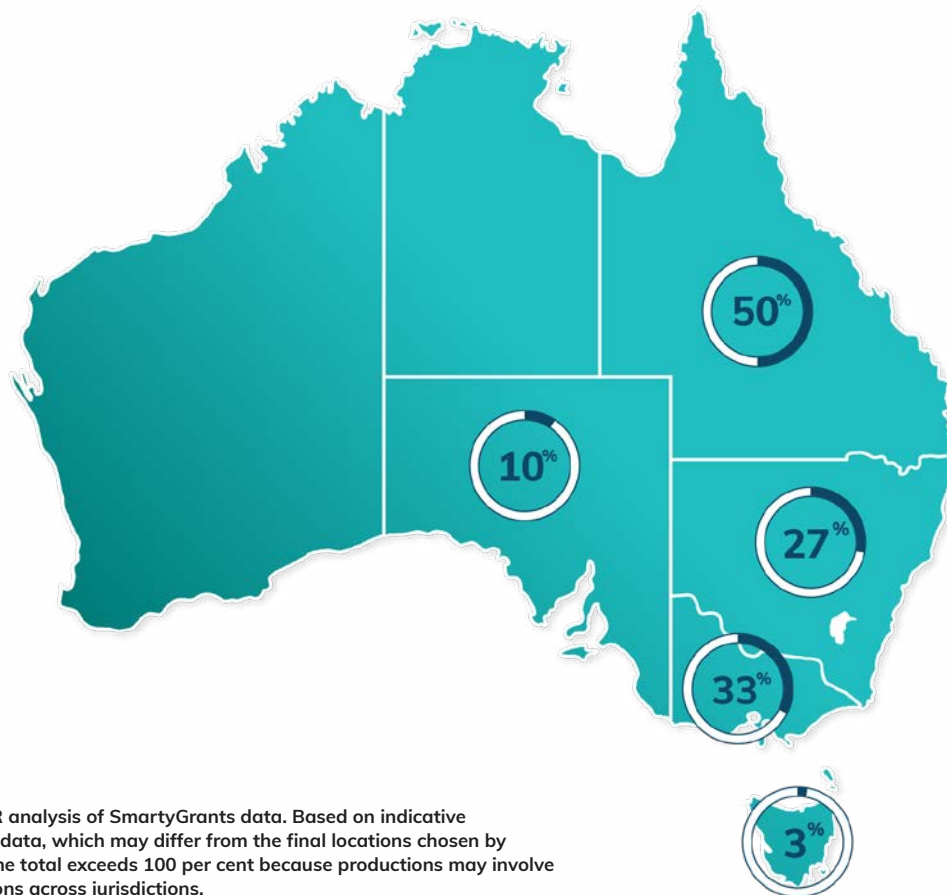 50%
10%
27%
33%
3%
R analysis of SmartyGrants data. Based on indicative
data, which may differ from the final locations chosen by
he total exceeds 100 per cent because productions may involve
ons across jurisdictions.